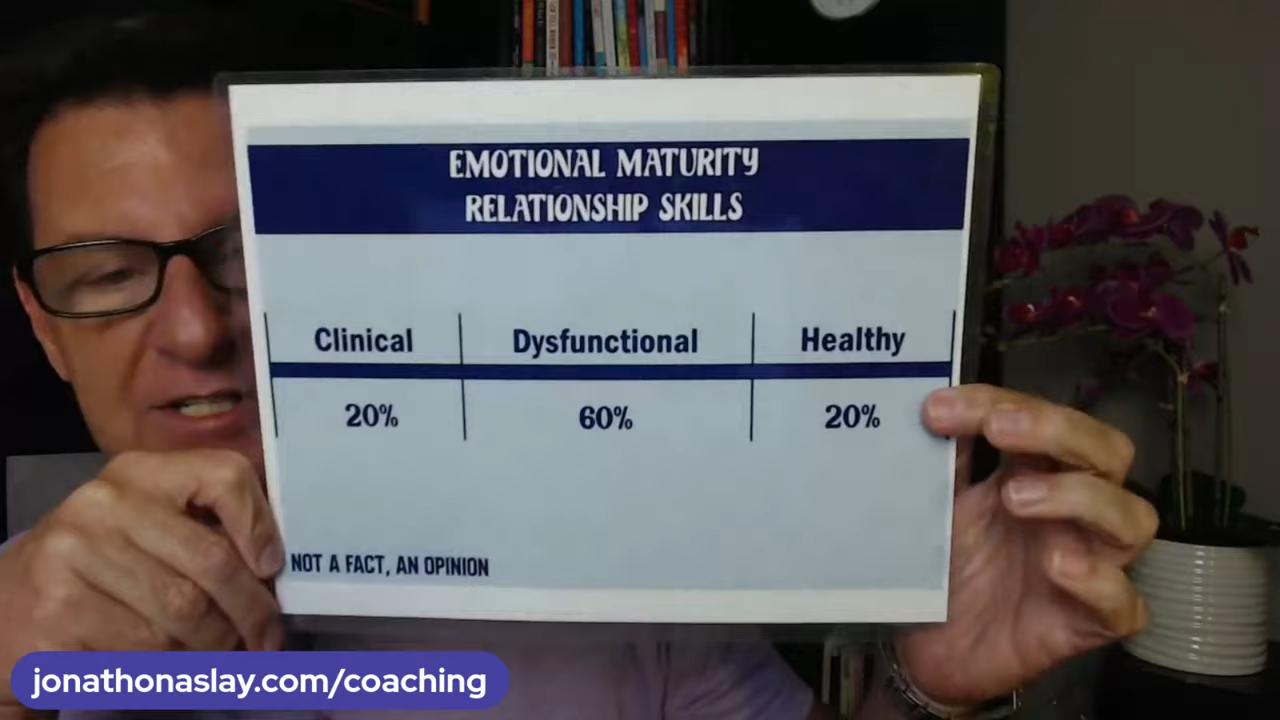 EMOTIONAL MATURITY
RELATIONSHIP SKILLS
Clinical Dysfunctional Healthy
20% 60% 20%
NOT A FACT, AN OPINION
jonathonaslay.com/coaching